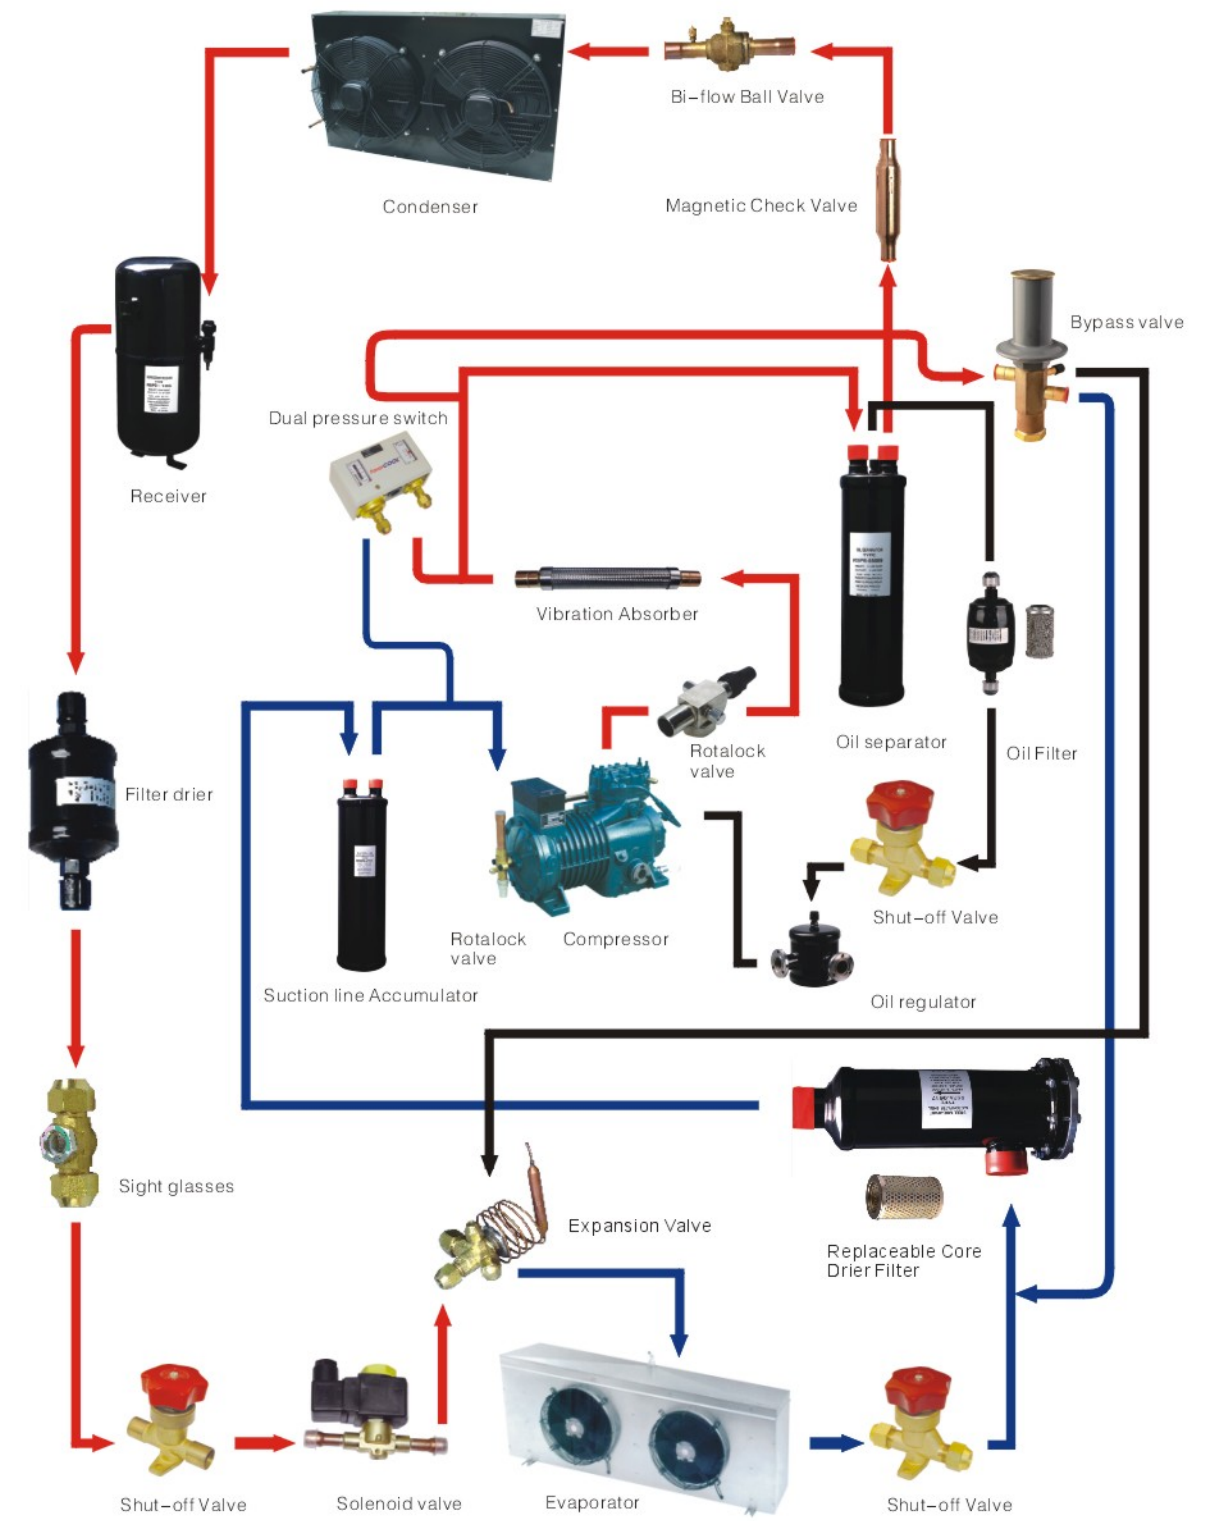 Bi-flow Ball Valve
Condenser
Magnetic Check Valve
Bypass valve
Dual pressure switch
Receiver
Vibration Absorber
Oil separator
Rotalock
valve
Oil Filter
Filter drier
Shut-off Valve
Rotalock
valve
Compressor
Suction line Accumulator
Oil regulator
Sight glasses
Expansion Valve
Replaceable Core
Drier Filter
Shut-off Valve
Solenoid valve
Evaporator
Shut-off Valve